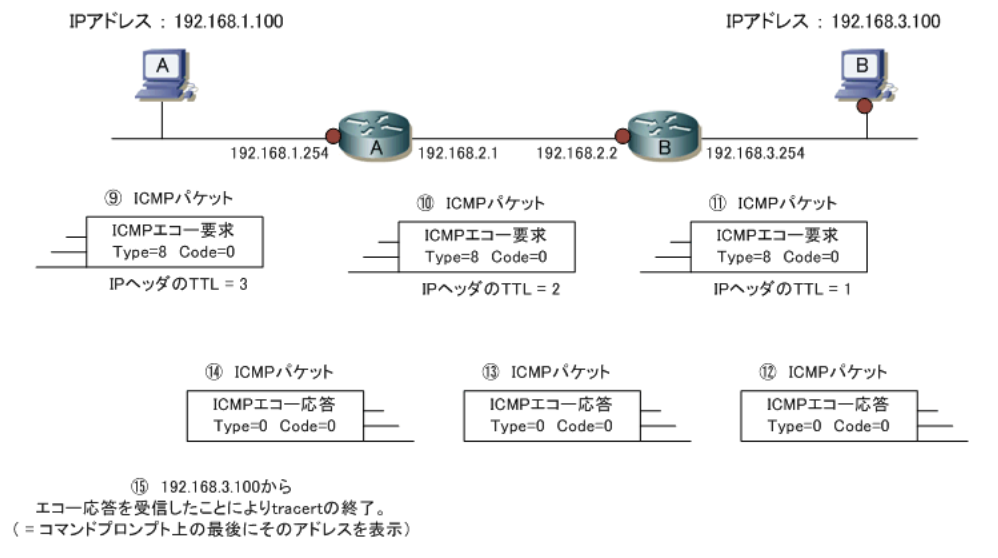 IPアドレス : 192.168.1.100
IPアドレス : 192.168.3.100
A
B
192.168.1.254
A
192.168.2.1
192.168.2.2
B
192.168.3.254
⑨ ICMPパケット
ICMPエコー要求
Type=8 Code=0
IPヘッダのTTL = 3
⑩ ICMPパケット
ICMPエコー要求
Type=8 Code=0
IPヘッダのTTL = 2
⑪ ICMPパケット
ICMPエコー要求
Type=8 Code=0
IPヘッダのTTL = 1
⑭ ICMPパケット
ICMPエコー応答
Type=0 Code=0
⑬ ICMPパケット
ICMPエコー応答
Type=0 Code=0
⑫ ICMPパケット
ICMPエコー応答
Type=0 Code=0
⑮ 192.168.3.100から
エコー応答を受信したことによりtracertの終了。
( = コマンドプロンプト上の最後にそのアドレスを表示)